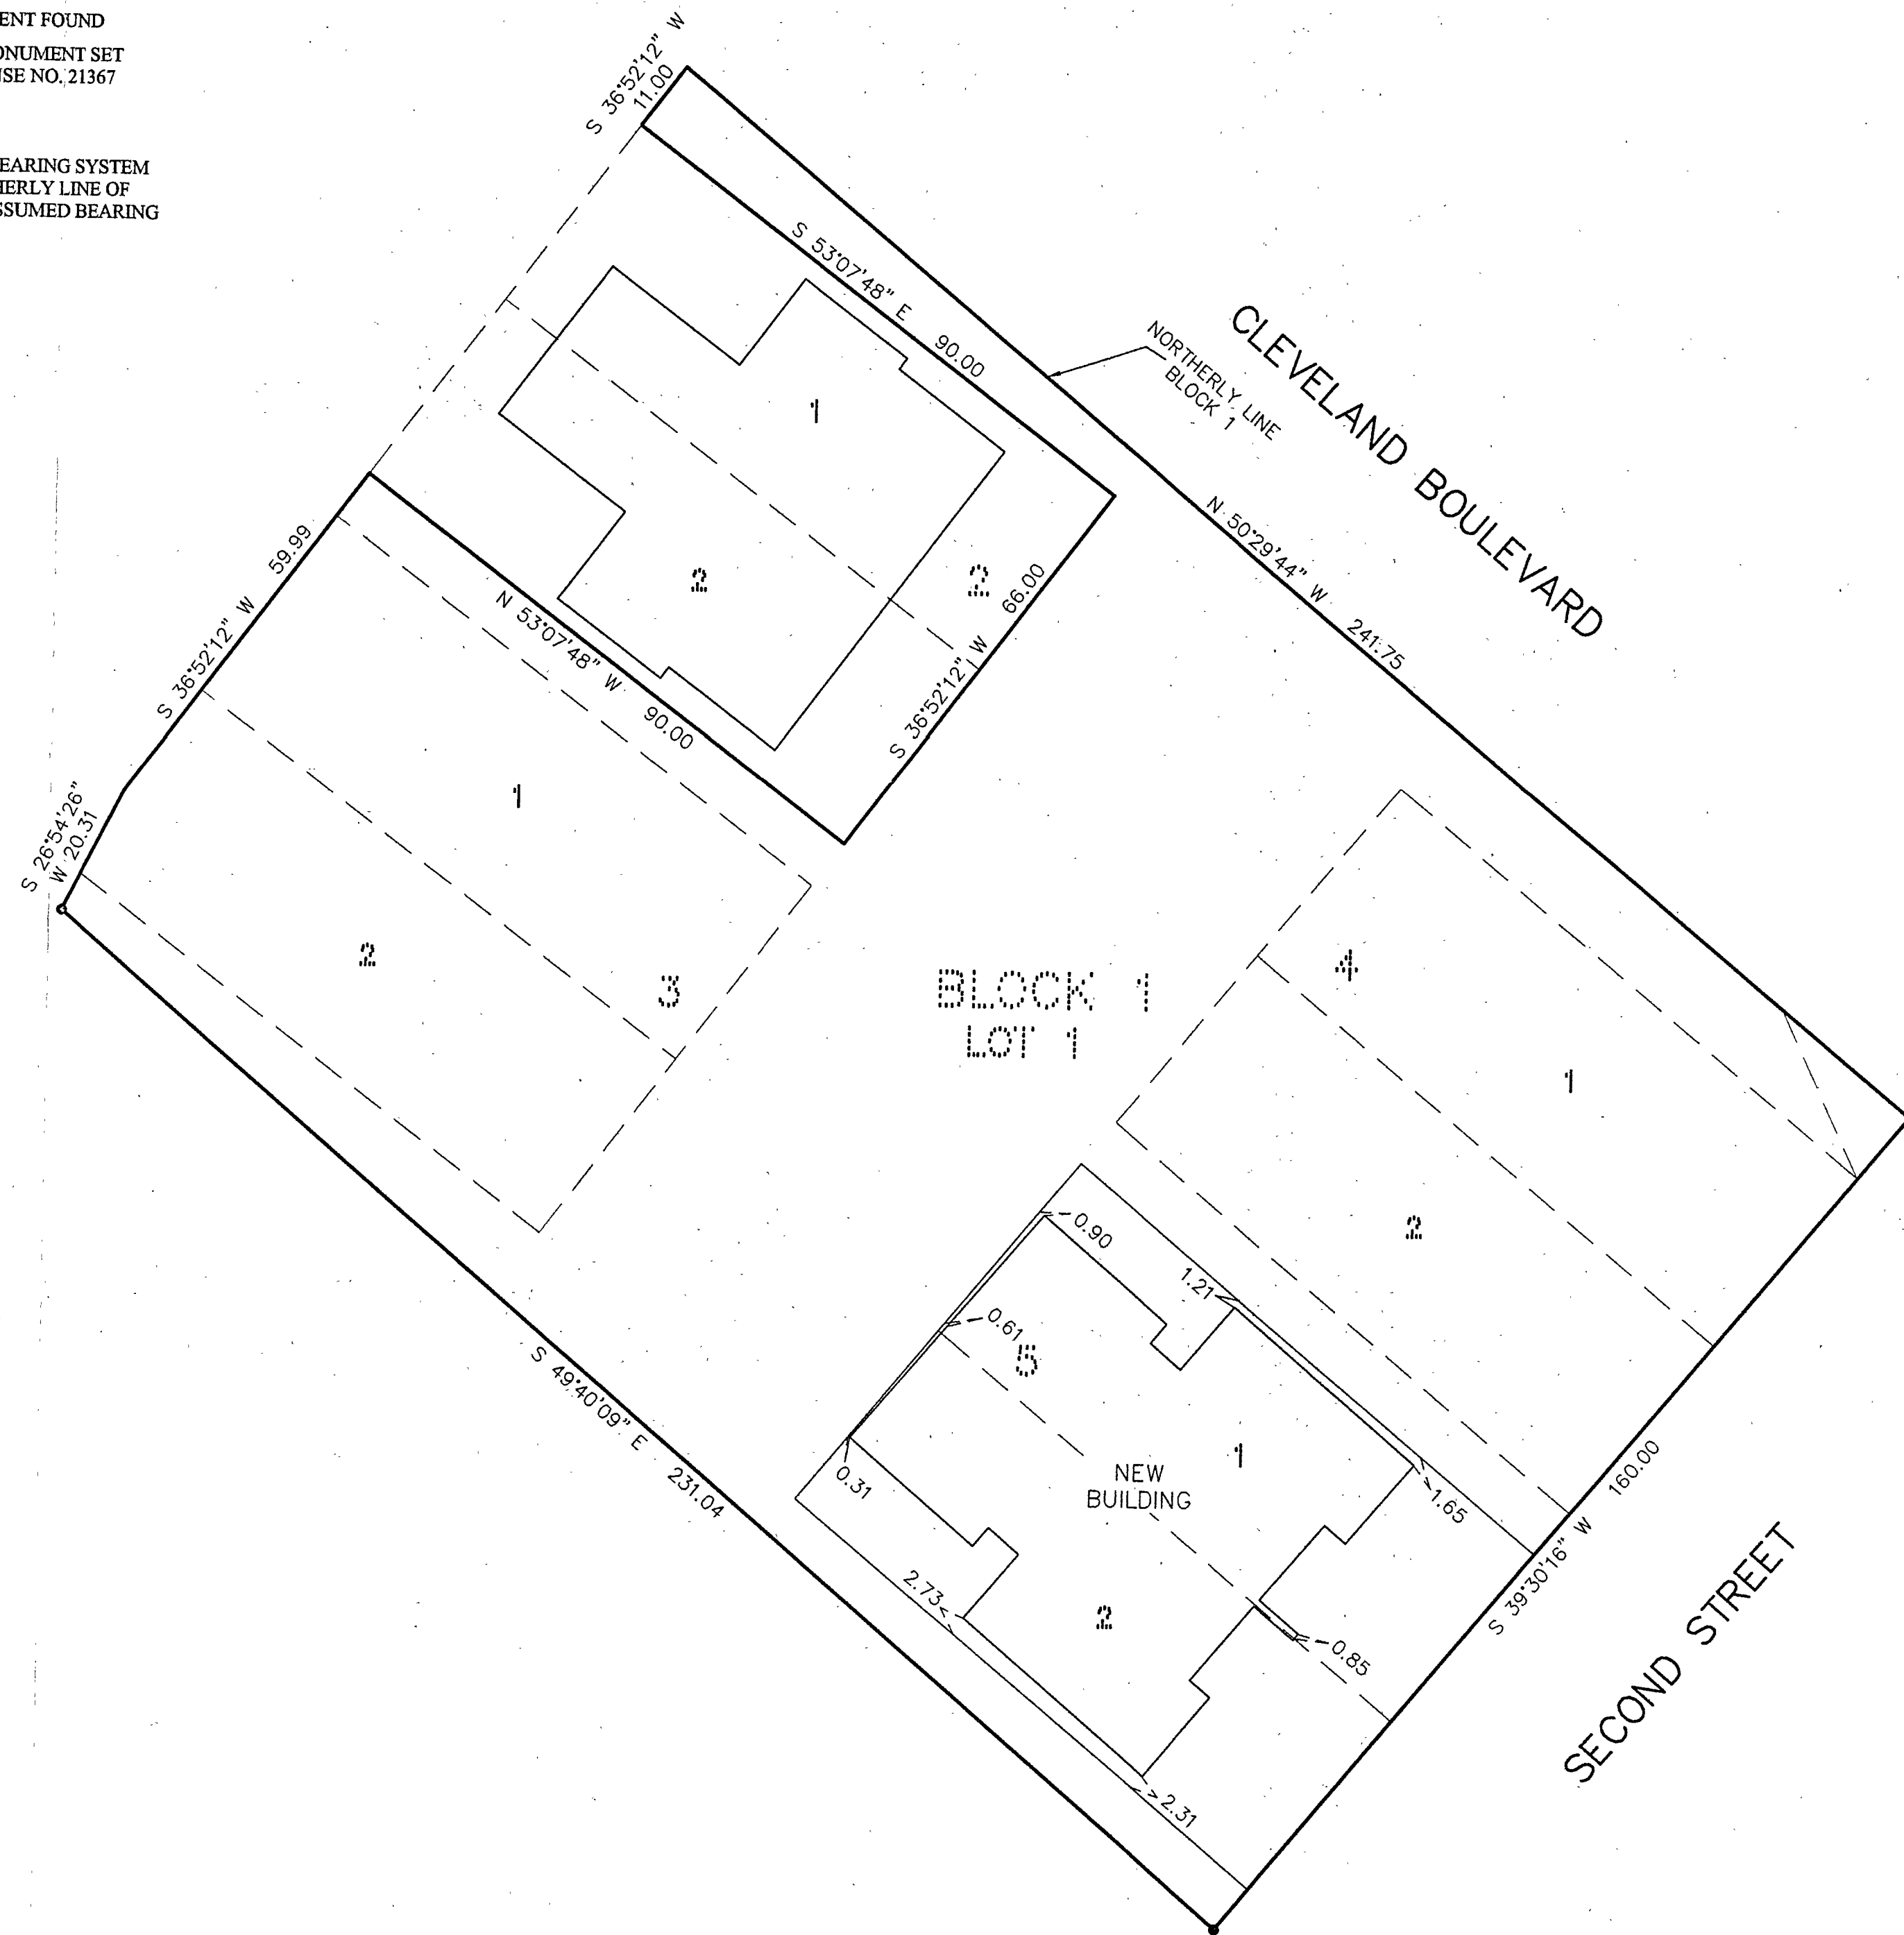 ENT FOUND
ONUMENT SET
NSE NO. 21367
EARING SYSTEM
HERLY LINE OF
SSUMED BEARING
S 36°52'12" W
11.00
S 53°07'48" E 90.00
NORTHERLY LINE
BLOCK 1
CLEVELAND BOULEVARD
N 50°29'44" W 241.75
1
2
2
S 36°52'12" W 66.00
S 36°52'12" W 59.99
N 53°07'48" W 90.00
1
S 26°54'26"
W 20.31
2
3
BLOCK 1
LOT 1
4
1
2
0.90
1.21
0.61
5
1
NEW
BUILDING
0.31
1.65
S 49°40'09" E 231.04
2.73
2
0.85
2.31
S 39°30'16" W 160.00
SECOND STREET